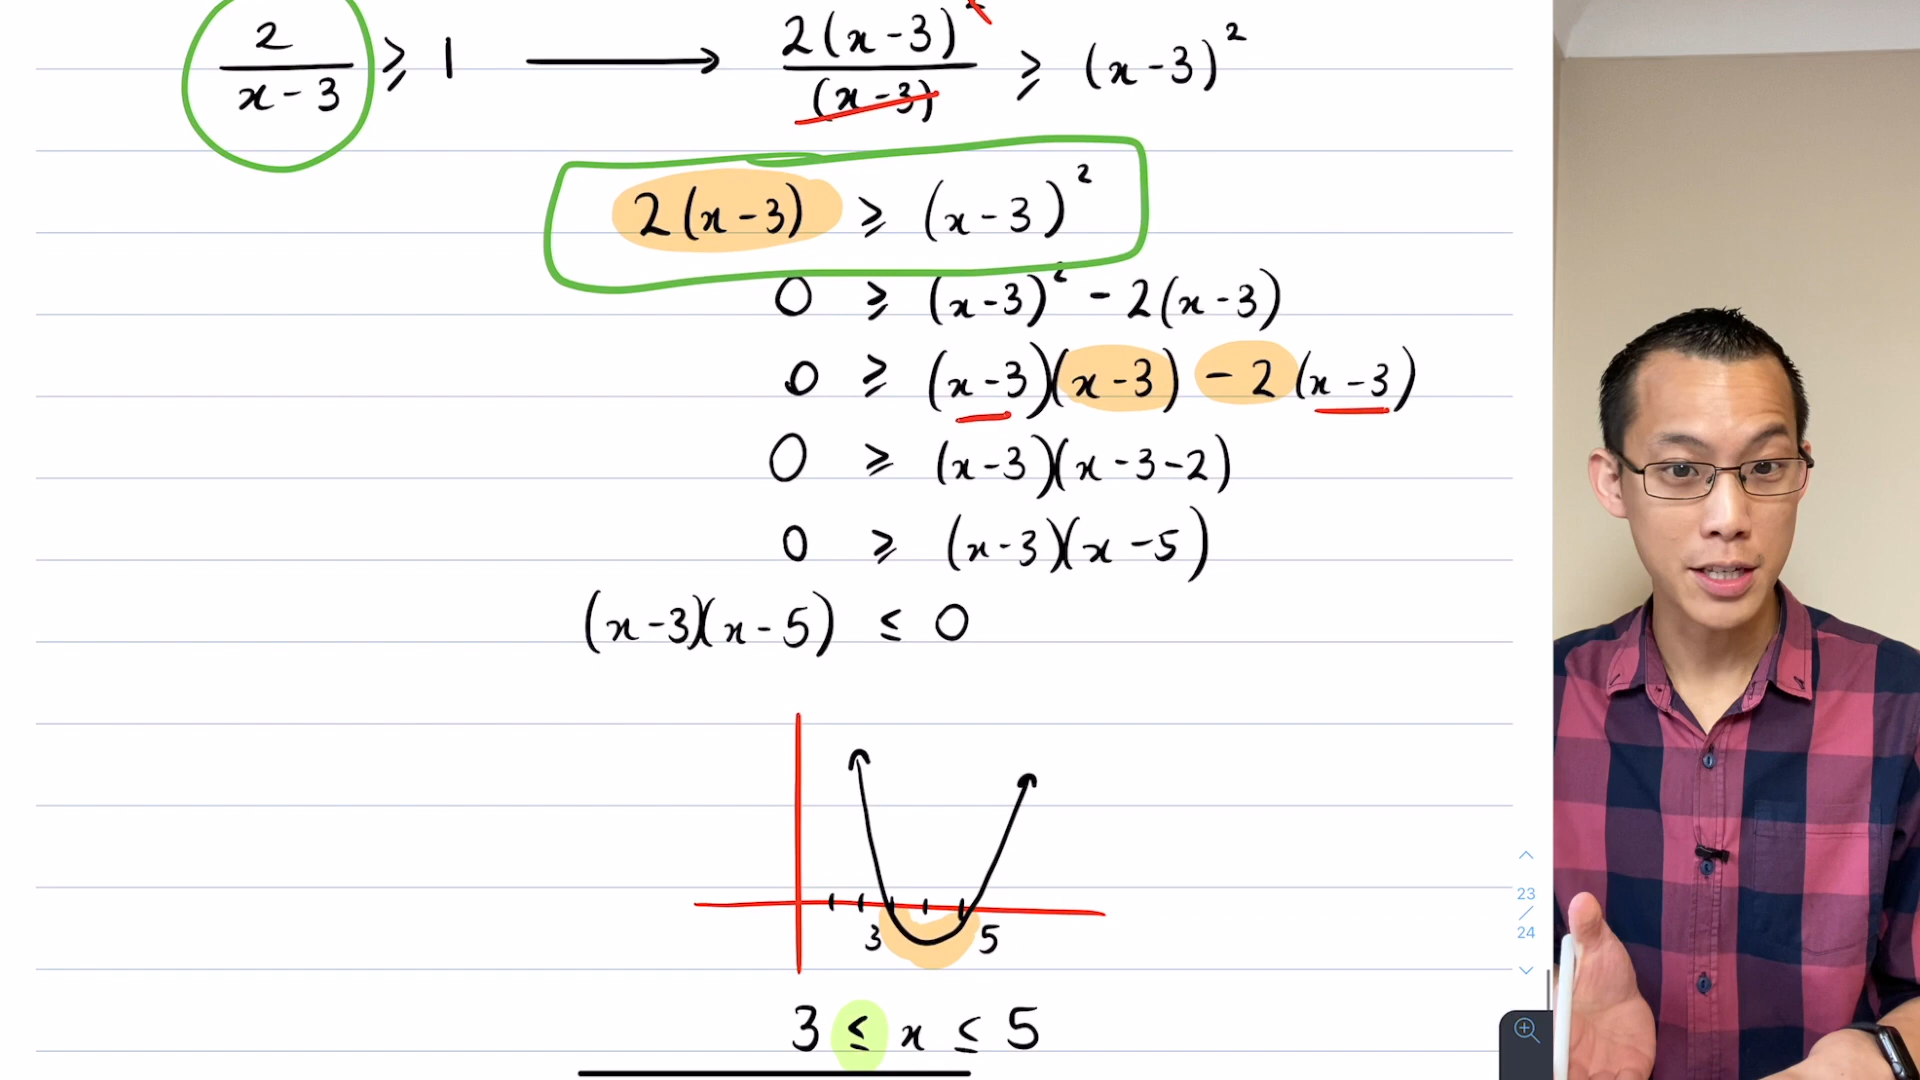 2/(x-3) ≥ 1 ⟶ 2(x-3)²/(x-3) ≥ (x-3)²
2(x-3) ≥ (x-3)²
0 ≥ (x-3)² - 2(x-3)
0 ≥ (x-3)(x-3) - 2(x-3)
0 ≥ (x-3)(x-3-2)
0 ≥ (x-3)(x-5)
(x-3)(x-5) ≤ 0
3 5
3 ≤ x ≤ 5
23
/
24